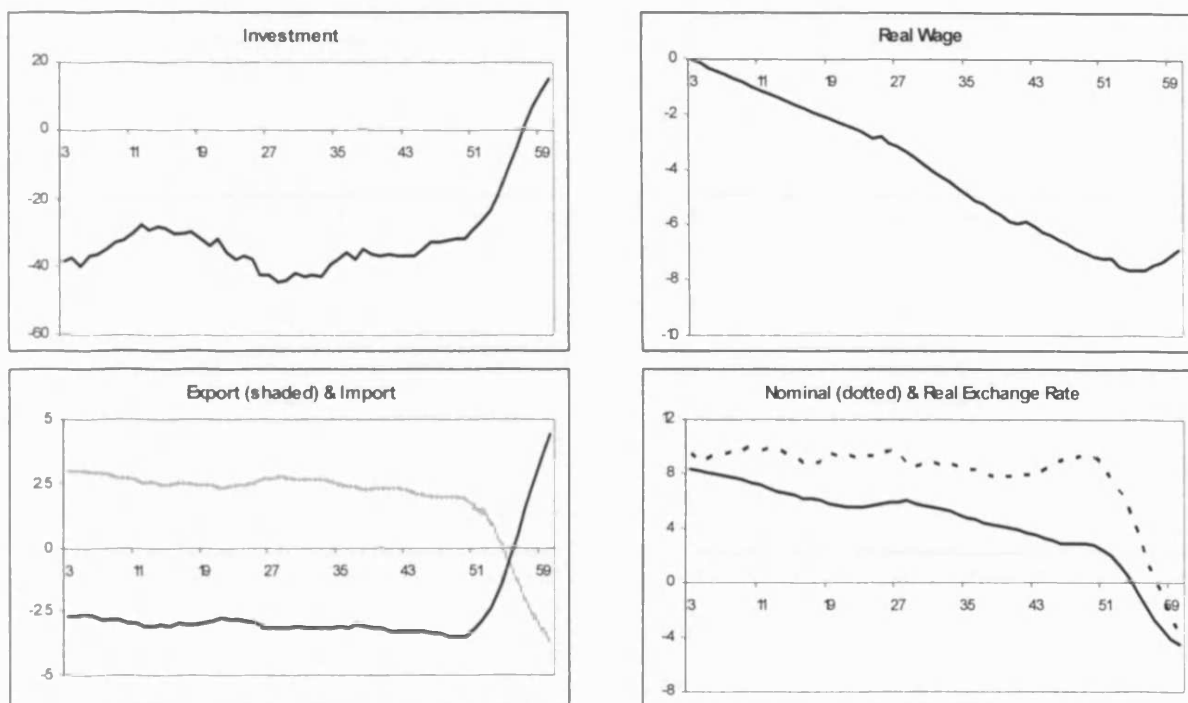 Investment
20
0
3 11 19 27 35 43 51 59
-20
-40
-60
Real Wage
0
3 11 19 27 35 43 51 59
-2
-4
-6
-8
-10
Export (shaded) & Import
5
2.5
0
3 11 19 27 35 43 51 59
-2.5
-5
Nominal (dotted) & Real Exchange Rate
12
8
4
0
3 11 19 27 35 43 51 59
-4
-8